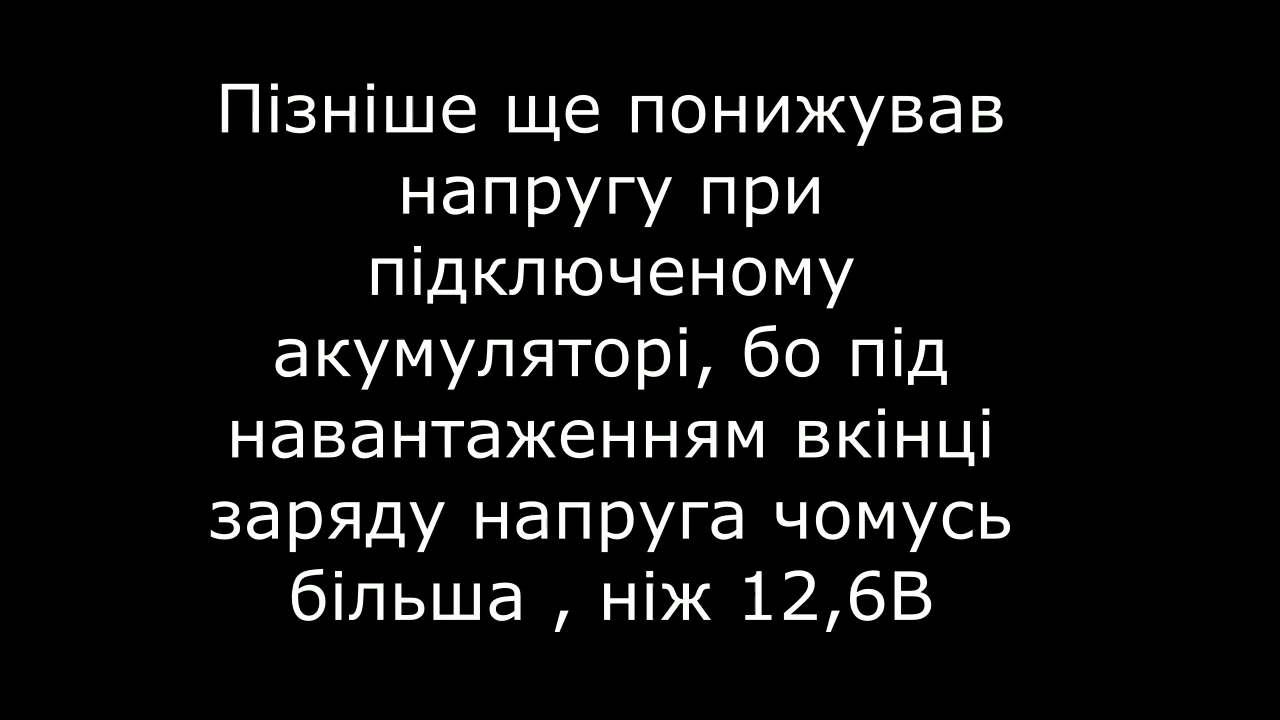 Пізніше ще понижував
напругу при
підключеному
акумуляторі, бо під
навантаженням вкінці
заряду напруга чомусь
більша , ніж 12,6В